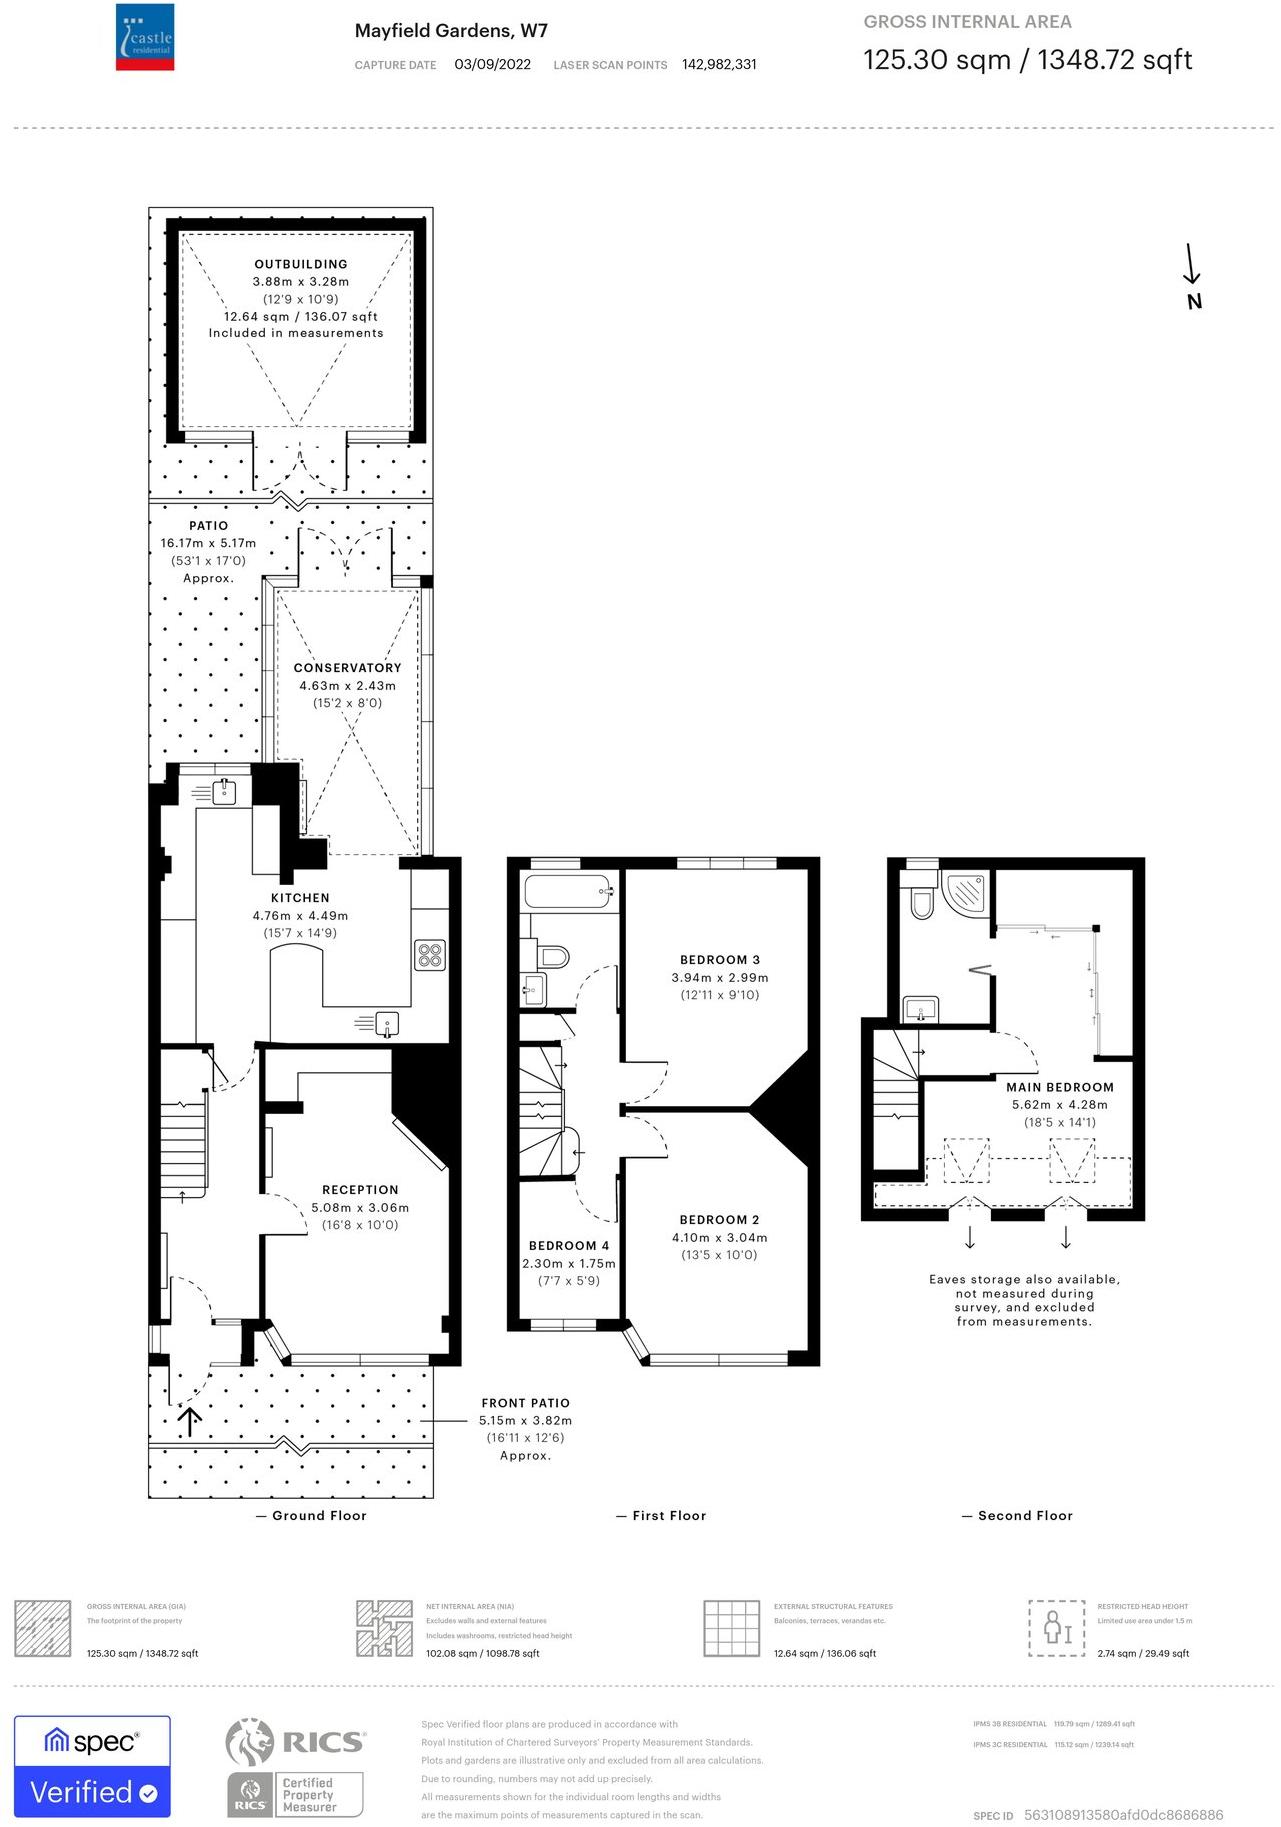 castle
residential
Mayfield Gardens, W7
CAPTURE DATE 03/09/2022 LASER SCAN POINTS 142,982,331
GROSS INTERNAL AREA
125.30 sqm / 1348.72 sqft
N
OUTBUILDING
3.88m x 3.28m
(12'9 x 10'9)
12.64 sqm / 136.07 sqft
Included in measurements
PATIO
16.17m x 5.17m
(53'1 x 17'0)
Approx.
CONSERVATORY
4.63m x 2.43m
(15'2 x 8'0)
KITCHEN
4.76m x 4.49m
(15'7 x 14'9)
RECEPTION
5.08m x 3.06m
(16'8 x 10'0)
FRONT PATIO
5.15m x 3.82m
(16'11 x 12'6)
Approx.
BEDROOM 3
3.94m x 2.99m
(12'11 x 9'10)
BEDROOM 2
4.10m x 3.04m
(13'5 x 10'0)
BEDROOM 4
2.30m x 1.75m
(7'7 x 5'9)
MAIN BEDROOM
5.62m x 4.28m
(18'5 x 14'1)
Eaves storage also available,
not measured during
survey, and excluded
from measurements.
— Ground Floor
— First Floor
— Second Floor
GROSS INTERNAL AREA (GIA)
The footprint of the property
125.30 sqm / 1348.72 sqft
NET INTERNAL AREA (NIA)
Excludes walls and external features
Includes washrooms, restricted head height
102.08 sqm / 1098.78 sqft
EXTERNAL STRUCTURAL FEATURES
Balconies, terraces, verandas etc.
12.64 sqm / 136.06 sqft
RESTRICTED HEAD HEIGHT
Limited use area under 1.5 m
2.74 sqm / 29.49 sqft
spec®
Verified
RICS®
RICS
Certified
Property
Measurer
Spec Verified floor plans are produced in accordance with
Royal Institution of Chartered Surveyors' Property Measurement Standards.
Plots and gardens are illustrative only and excluded from all area calculations.
Due to rounding, numbers may not add up precisely.
All measurements shown for the individual room lengths and widths
are the maximum points of measurements captured in the scan.
IPMS 3B RESIDENTIAL 119.79 sqm / 1289.41 sqft
IPMS 3C RESIDENTIAL 115.12 sqm / 1239.14 sqft
SPEC ID 563108913580afd0dc8686886